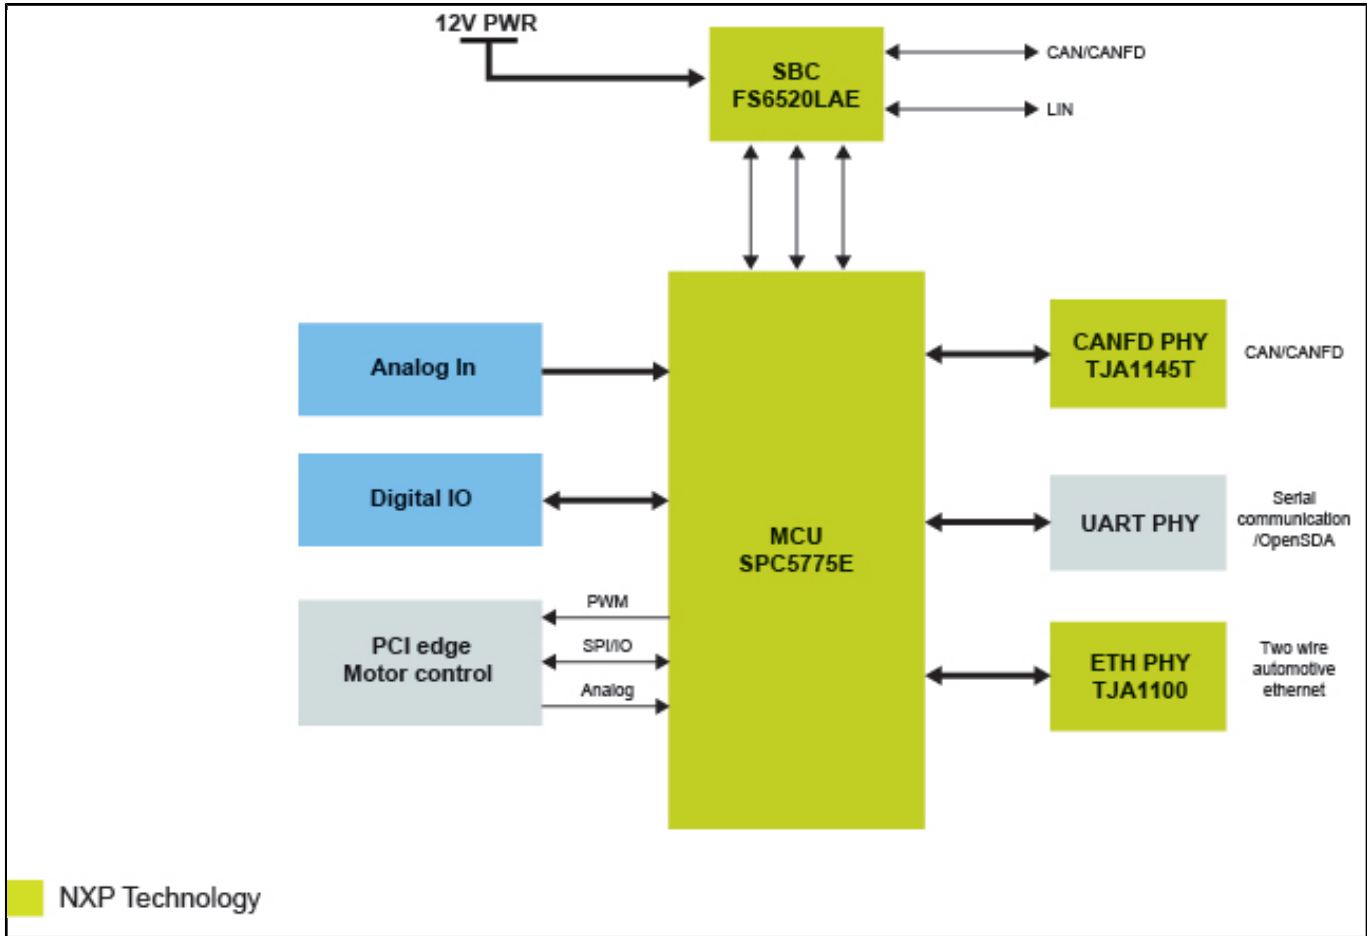 12V PWR
SBC
FS6520LAE
CAN/CANFD
LIN
Analog In
Digital IO
PCI edge
Motor control
PWM
SPI/IO
Analog
MCU
SPC5775E
CANFD PHY
TJA1145T
CAN/CANFD
UART PHY
Serial
communication
/OpenSDA
ETH PHY
TJA1100
Two wire
automotive
ethernet
NXP Technology